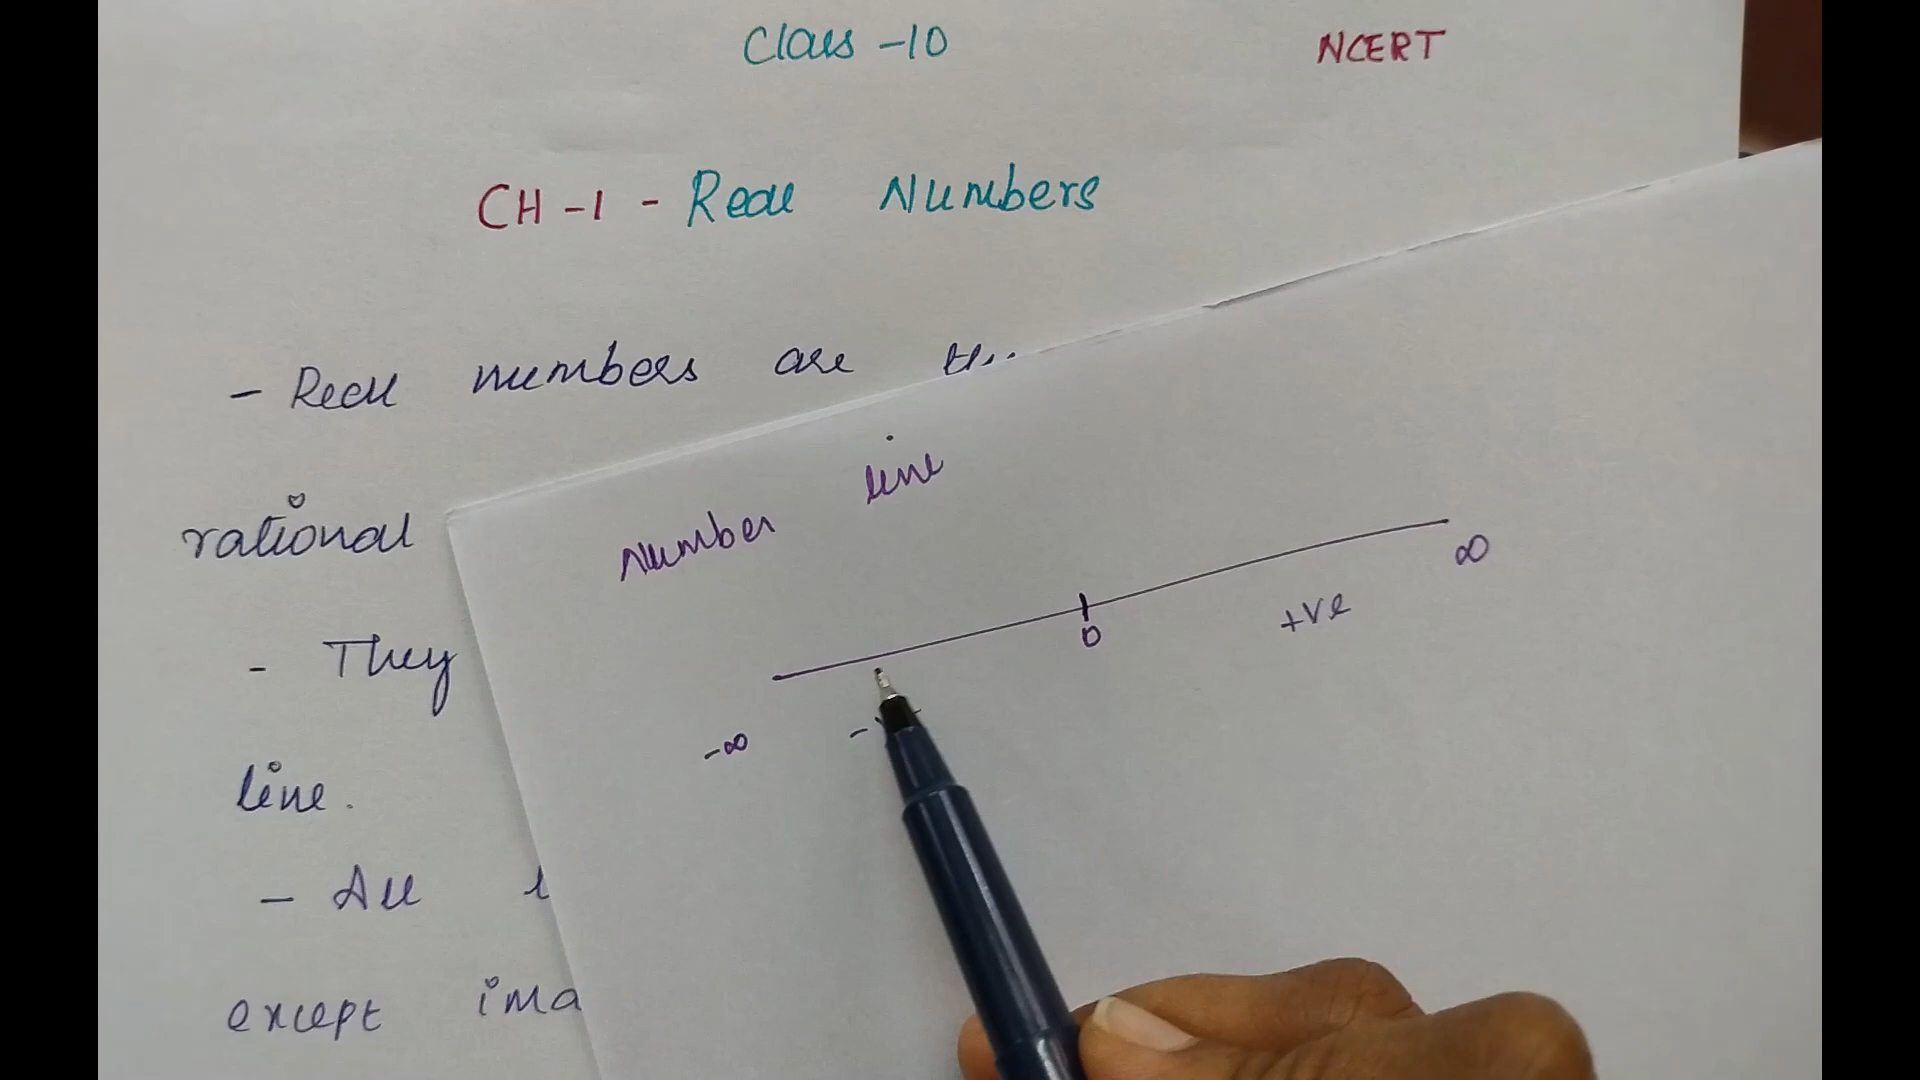 Class -10 NCERT
CH -1 - Real Numbers
- Real numbers are
rational
- They
line.
- All
except ima
Number line
0 +ve ∞
-∞